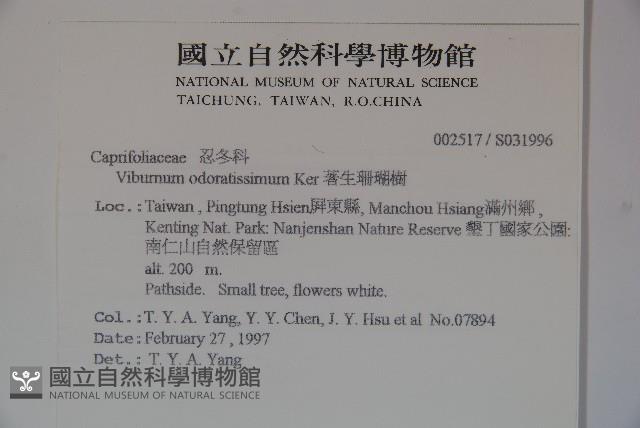 國立自然科學博物館
NATIONAL MUSEUM OF NATURAL SCIENCE
TAICHUNG, TAIWAN, R.O.CHINA
002517 / S031996
Caprifoliaceae 忍冬科
Viburnum odoratissimum Ker 著生珊瑚樹
Loc.: Taiwan , Pingtung Hsien屏東縣, Manchou Hsiang滿州鄉 ,
Kenting Nat. Park: Nanjenshan Nature Reserve 墾丁國家公園:
南仁山自然保留區
alt. 200 m.
Pathside. Small tree, flowers white.
Col.: T. Y. A. Yang, Y. Y. Chen, J. Y. Hsu et al No.07894
Date: February 27 , 1997
Det.: T. Y. A. Yang
國立自然科學博物館
NATIONAL MUSEUM OF NATURAL SCIENCE